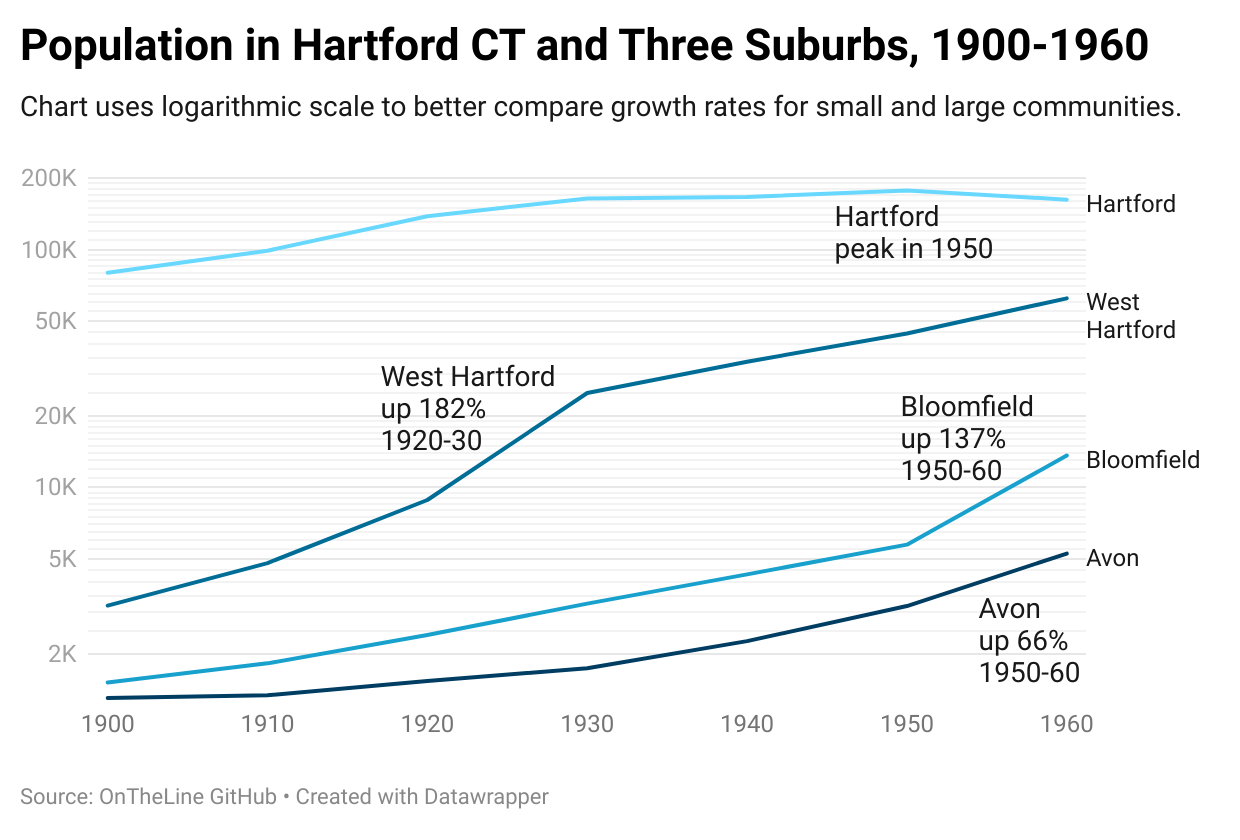 Population in Hartford CT and Three Suburbs, 1900-1960
Chart uses logarithmic scale to better compare growth rates for small and large communities.
200K
100K
50K
20K
10K
5K
2K
Hartford
Hartford
peak in 1950
West
Hartford
West Hartford
up 182%
1920-30
Bloomfield
up 137%
1950-60
Bloomfield
Avon
Avon
up 66%
1950-60
1900
1910
1920
1930
1940
1950
1960
Source: OnTheLine GitHub • Created with Datawrapper